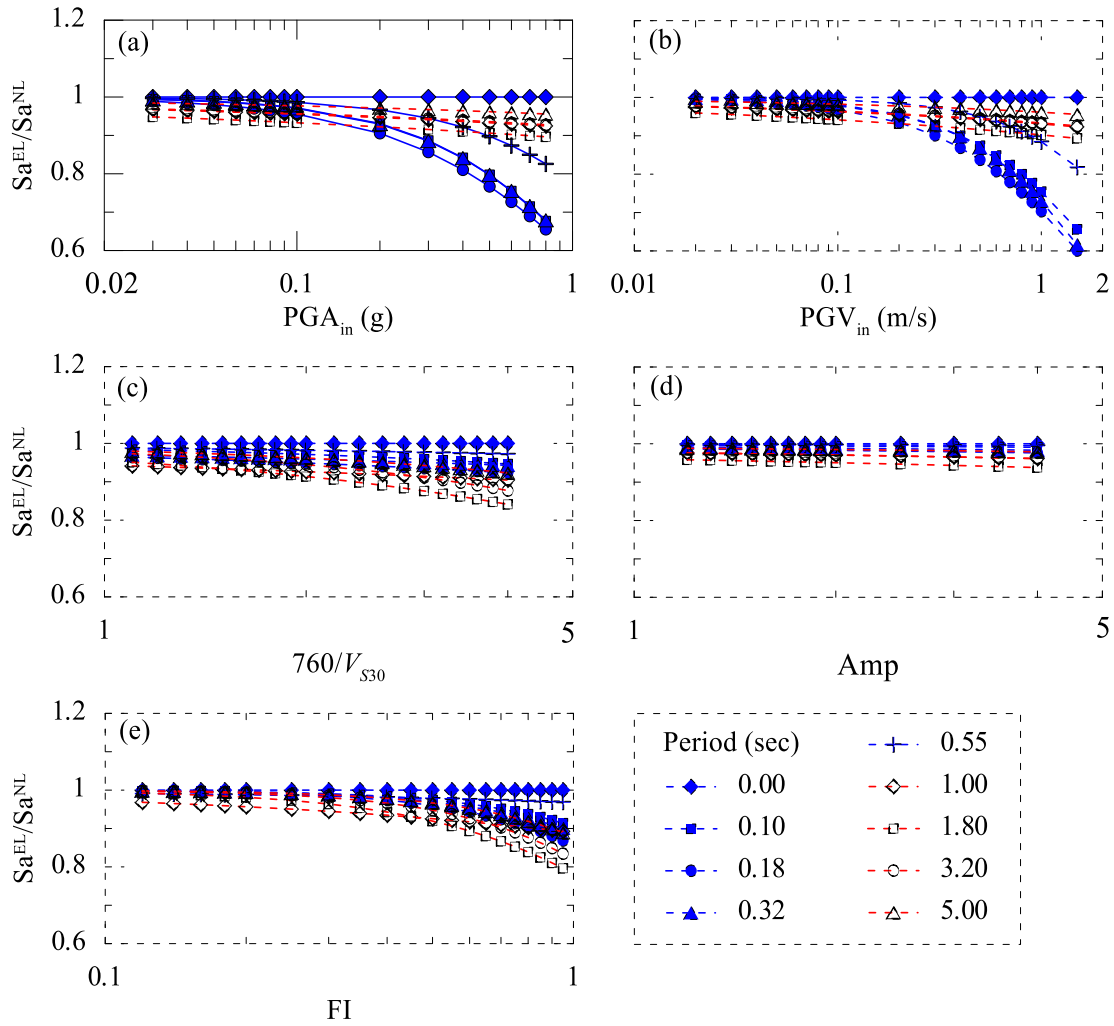 1.2
(a)
1
0.8
0.6
Sa^EL/Sa^NL
0.02 0.1 1
PGA_in (g)
(b)
0.01 0.1 1 2
PGV_in (m/s)
1.2
(c)
1
0.8
0.6
Sa^EL/Sa^NL
1 5
760/V_S30
(d)
1 5
Amp
1.2
(e)
1
0.8
0.6
Sa^EL/Sa^NL
0.1 1
FI
Period (sec)
0.00
0.10
0.18
0.32
0.55
1.00
1.80
3.20
5.00